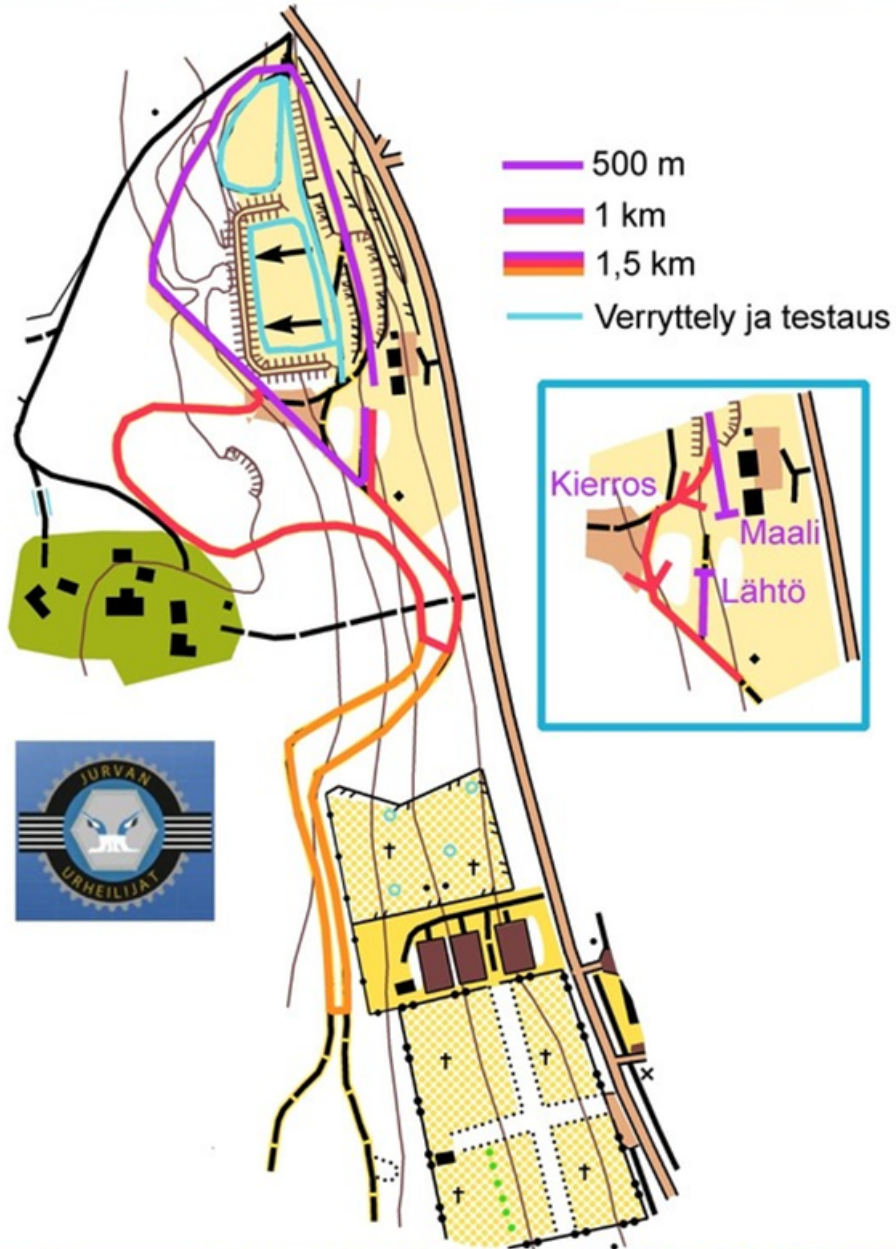 500 m
1 km
1,5 km
Verryttely ja testaus
Kierros
Maali
Lähtö
JURVAN
URHEILIJAT